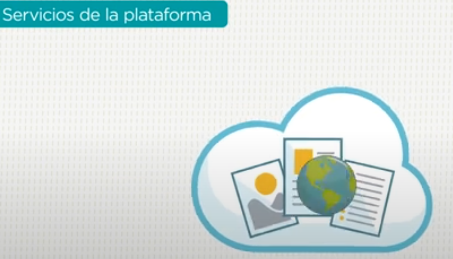 Servicios de la plataforma